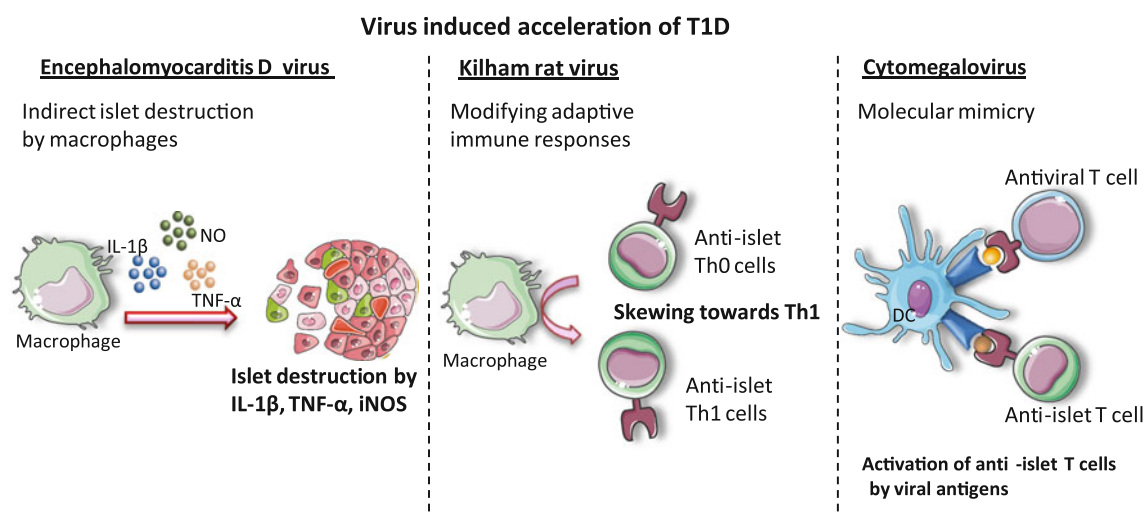 Virus induced acceleration of T1D
Encephalomyocarditis D virus
Indirect islet destruction
by macrophages
IL-1β
NO
TNF-α
Macrophage
Islet destruction by
IL-1β, TNF-α, iNOS
Kilham rat virus
Modifying adaptive
immune responses
Anti-islet
Th0 cells
Skewing towards Th1
Macrophage
Anti-islet
Th1 cells
Cytomegalovirus
Molecular mimicry
Antiviral T cell
DC
Anti-islet T cell
Activation of anti -islet T cells
by viral antigens